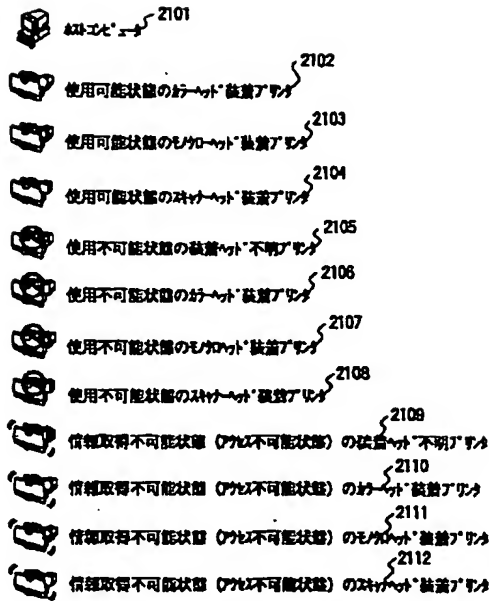 ホストコンピュータ 2101
使用可能状態のカラーヘッド装着プリンタ 2102
使用可能状態のモノクロヘッド装着プリンタ 2103
使用可能状態のスキャナーヘッド装着プリンタ 2104
使用不可能状態の装着ヘッド不明プリンタ 2105
使用不可能状態のカラーヘッド装着プリンタ 2106
使用不可能状態のモノクロヘッド装着プリンタ 2107
使用不可能状態のスキャナーヘッド装着プリンタ 2108
情報取得不可能状態 (アクセス不可能状態) の装着ヘッド不明プリンタ 2109
情報取得不可能状態 (アクセス不可能状態) のカラーヘッド装着プリンタ 2110
情報取得不可能状態 (アクセス不可能状態) のモノクロヘッド装着プリンタ 2111
情報取得不可能状態 (アクセス不可能状態) のスキャナヘッド装着プリンタ 2112